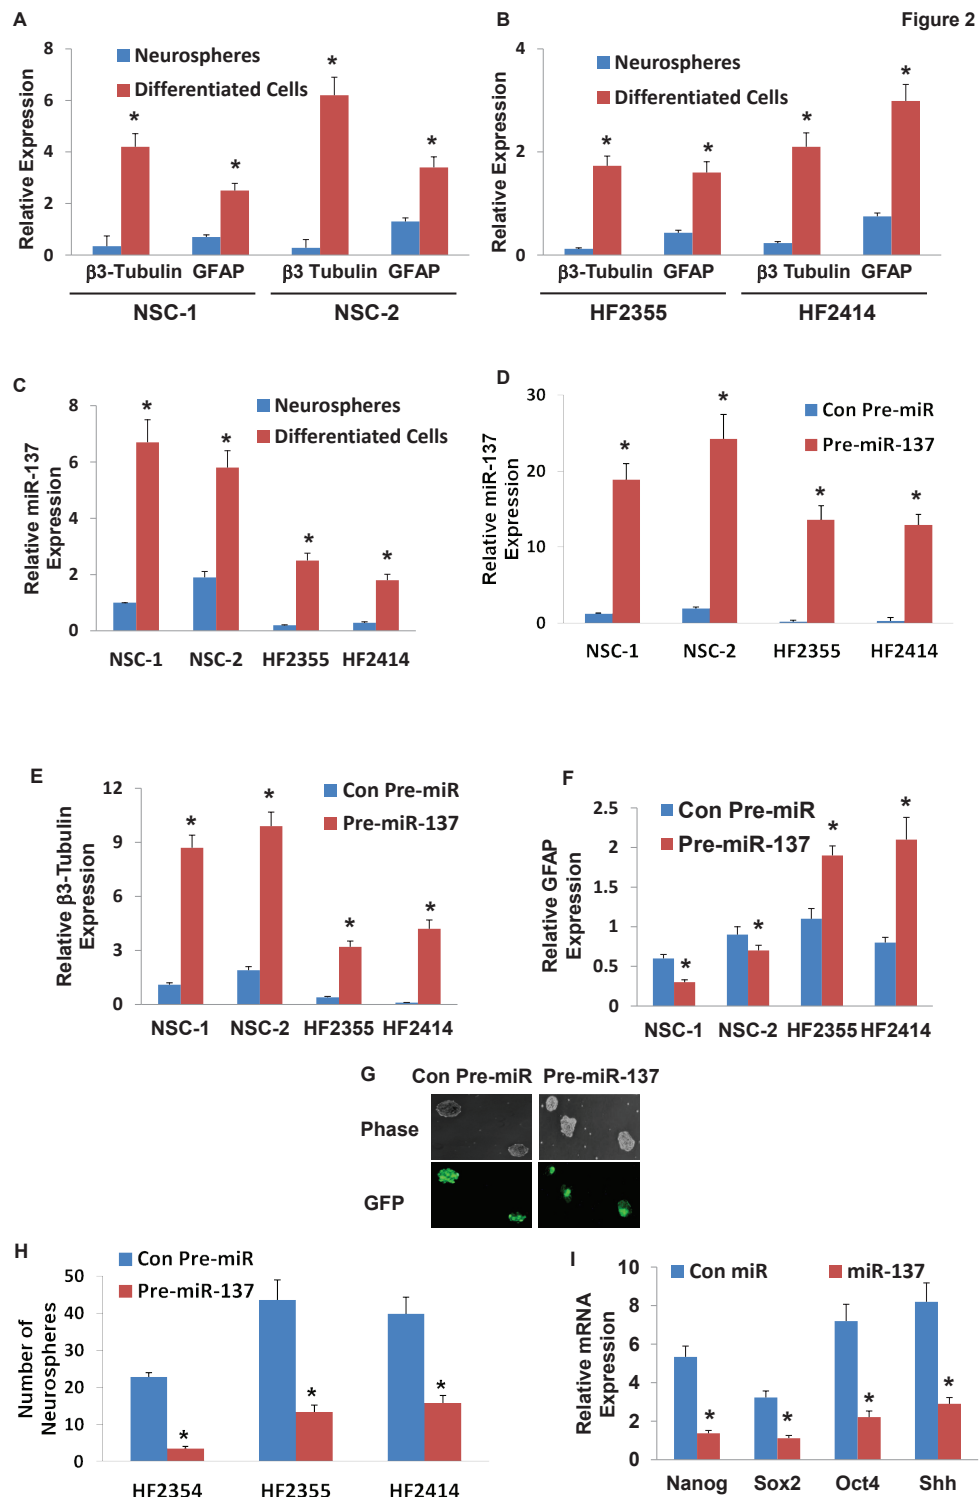 Figure 2
A
Neurospheres
Differentiated Cells
Relative Expression
8
6
4
2
0
*
*
*
*
β3-Tubulin GFAP β3 Tubulin GFAP
NSC-1 NSC-2
B
Neurospheres
Differentiated Cells
Relative Expression
4
2
0
*
*
*
*
β3-Tubulin GFAP β3 Tubulin GFAP
HF2355 HF2414
C
Neurospheres
Differentiated Cells
Relative miR-137
Expression
8
6
4
2
0
*
*
*
*
NSC-1 NSC-2 HF2355 HF2414
D
Con Pre-miR
Pre-miR-137
Relative miR-137
Expression
30
20
10
0
*
*
*
*
NSC-1 NSC-2 HF2355 HF2414
E
Con Pre-miR
Pre-miR-137
Relative β3-Tubulin
Expression
12
9
6
3
0
*
*
*
*
NSC-1 NSC-2 HF2355 HF2414
F
Con Pre-miR
Pre-miR-137
Relative GFAP
Expression
2.5
2
1.5
1
0.5
0
*
*
*
*
NSC-1 NSC-2 HF2355 HF2414
G
Con Pre-miR Pre-miR-137
Phase
GFP
H
Con Pre-miR
Pre-miR-137
Number of
Neurospheres
50
40
30
20
10
0
*
*
*
HF2354 HF2355 HF2414
I
Con miR miR-137
Relative mRNA
Expression
10
8
6
4
2
0
*
*
*
*
Nanog Sox2 Oct4 Shh